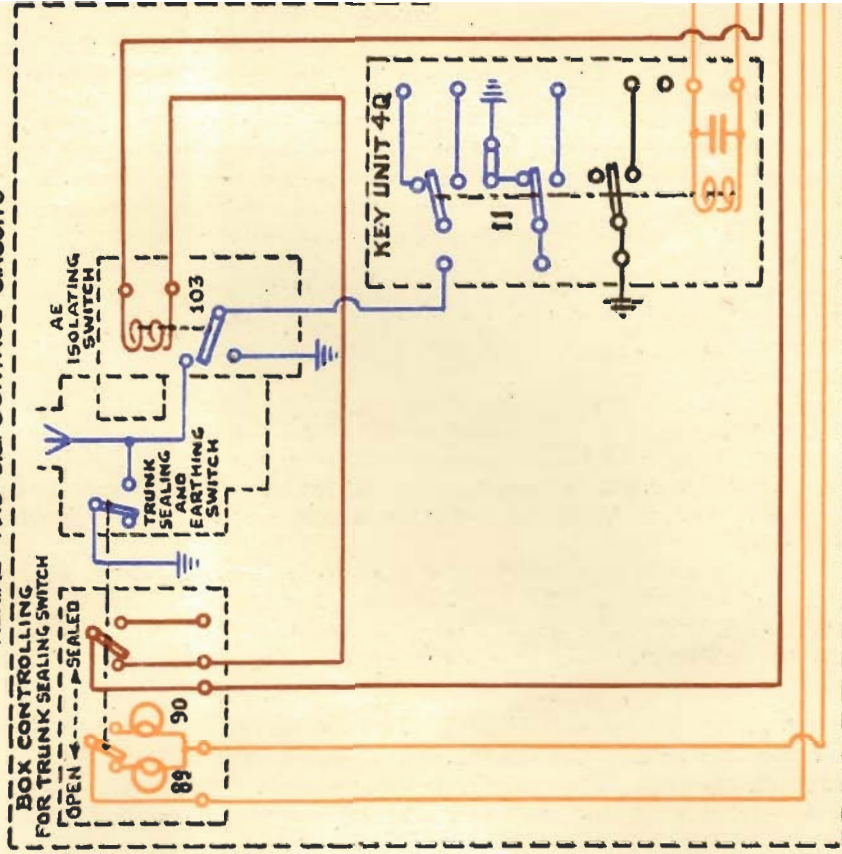 KEY UNIT 4Q
11
AE
ISOLATING
SWITCH
103
TRUNK
SEALING
AND
EARTHING
SWITCH
BOX CONTROLLING
FOR TRUNK SEALING SWITCH
OPEN SEALED
90
89